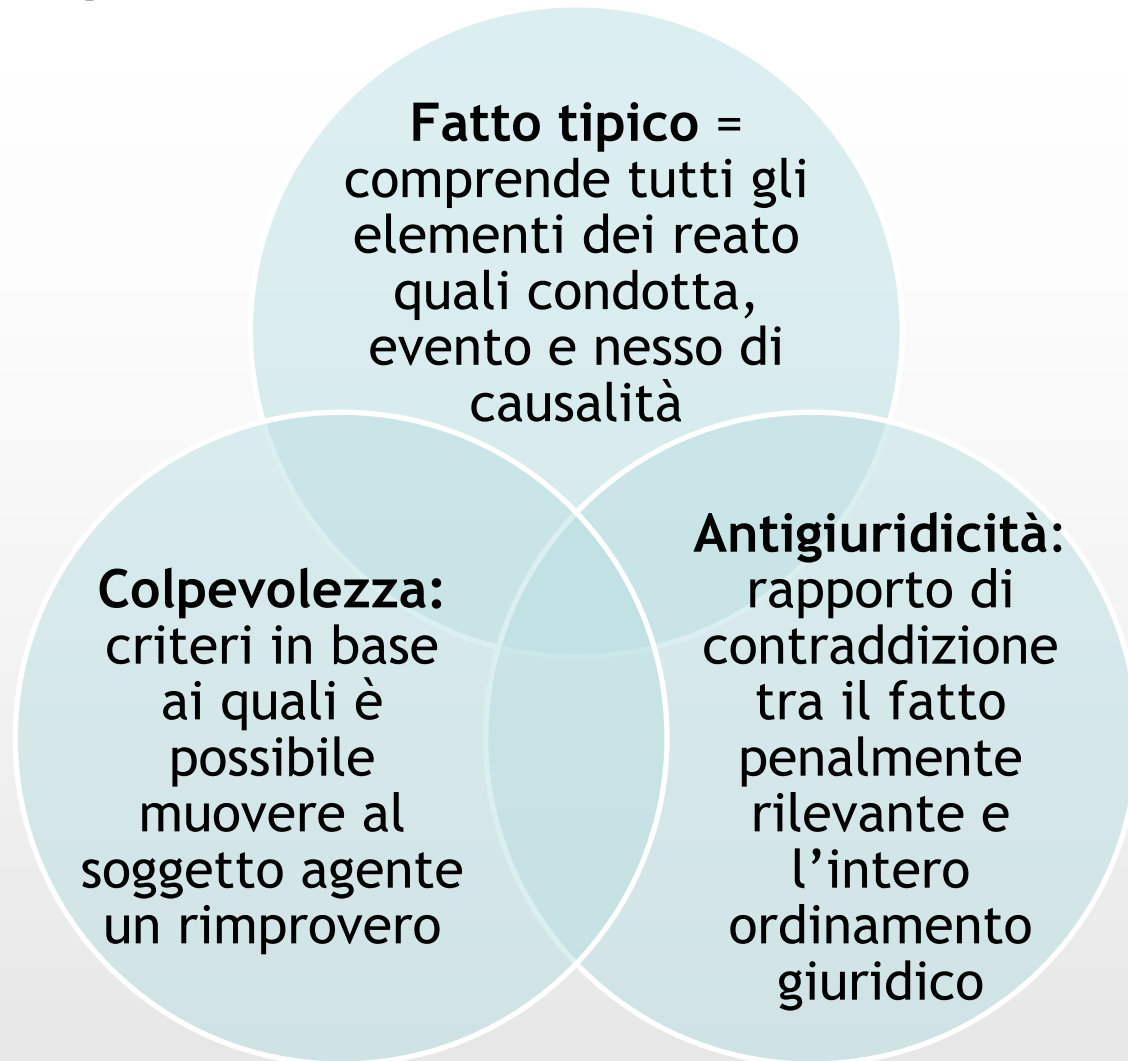 Fatto tipico =
comprende tutti gli
elementi dei reato
quali condotta,
evento e nesso di
causalità
Colpevolezza:
criteri in base
ai quali è
possibile
muovere al
soggetto agente
un rimprovero
Antigiuridicità:
rapporto di
contraddizione
tra il fatto
penalmente
rilevante e
l’intero
ordinamento
giuridico